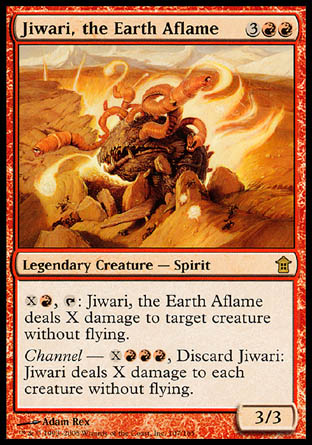 Jiwari, the Earth Aflame 3
Legendary Creature — Spirit
X, : Jiwari, the Earth Aflame
deals X damage to target creature
without flying.
Channel — X, Discard Jiwari:
Jiwari deals X damage to each
creature without flying.
Adam Rex
3/3